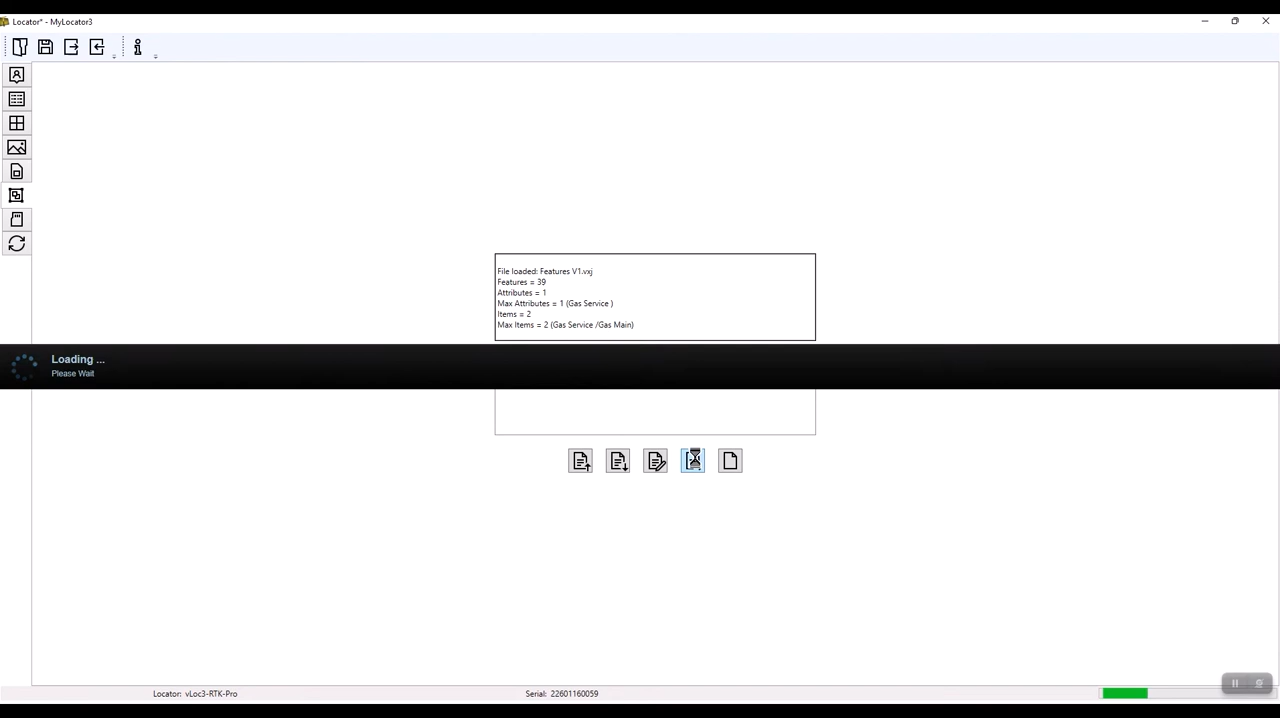 Locator* - MyLocator3
File loaded: Features V1.vxj
Features = 39
Attributes = 1
Max Attributes = 1 (Gas Service )
Items = 2
Max Items = 2 (Gas Service /Gas Main)
Loading ...
Please Wait
Locator: vLoc3-RTK-Pro
Serial: 22601160059